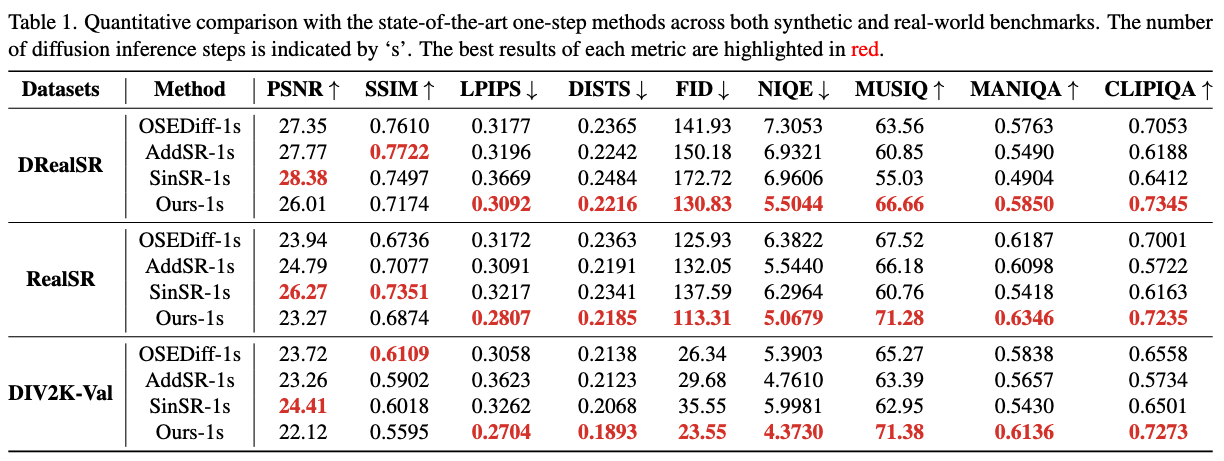 Table 1. Quantitative comparison with the state-of-the-art one-step methods across both synthetic and real-world benchmarks. The number
of diffusion inference steps is indicated by ‘s’. The best results of each metric are highlighted in red.
Datasets Method PSNR ↑ SSIM ↑ LPIPS ↓ DISTS ↓ FID ↓ NIQE ↓ MUSIQ ↑ MANIQA ↑ CLIPIQA ↑
DRealSR
OSEDiff-1s 27.35 0.7610 0.3177 0.2365 141.93 7.3053 63.56 0.5763 0.7053
AddSR-1s 27.77 0.7722 0.3196 0.2242 150.18 6.9321 60.85 0.5490 0.6188
SinSR-1s 28.38 0.7497 0.3669 0.2484 172.72 6.9606 55.03 0.4904 0.6412
Ours-1s 26.01 0.7174 0.3092 0.2216 130.83 5.5044 66.66 0.5850 0.7345
RealSR
OSEDiff-1s 23.94 0.6736 0.3172 0.2363 125.93 6.3822 67.52 0.6187 0.7001
AddSR-1s 24.79 0.7077 0.3091 0.2191 132.05 5.5440 66.18 0.6098 0.5722
SinSR-1s 26.27 0.7351 0.3217 0.2341 137.59 6.2964 60.76 0.5418 0.6163
Ours-1s 23.27 0.6874 0.2807 0.2185 113.31 5.0679 71.28 0.6346 0.7235
DIV2K-Val
OSEDiff-1s 23.72 0.6109 0.3058 0.2138 26.34 5.3903 65.27 0.5838 0.6558
AddSR-1s 23.26 0.5902 0.3623 0.2123 29.68 4.7610 63.39 0.5657 0.5734
SinSR-1s 24.41 0.6018 0.3262 0.2068 35.55 5.9981 62.95 0.5430 0.6501
Ours-1s 22.12 0.5595 0.2704 0.1893 23.55 4.3730 71.38 0.6136 0.7273